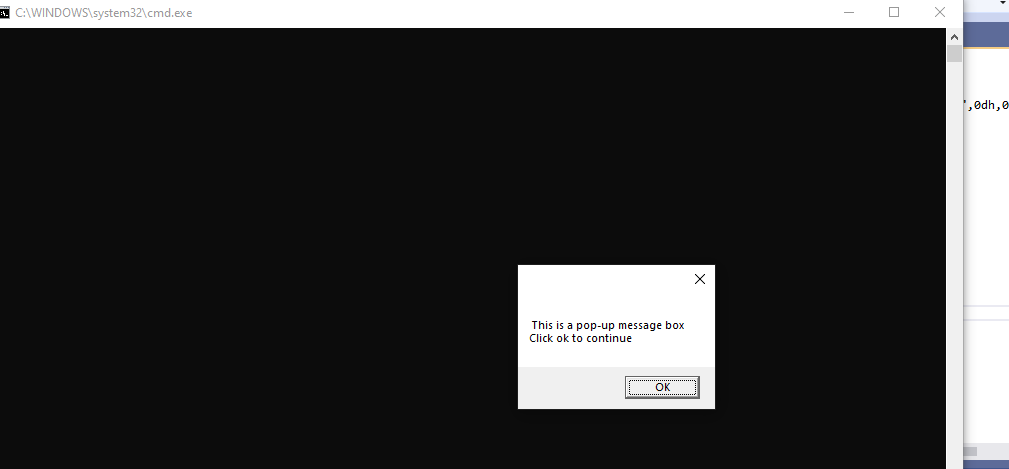 C:\WINDOWS\system32\cmd.exe
',0dh,0
This is a pop-up message box
Click ok to continue
OK